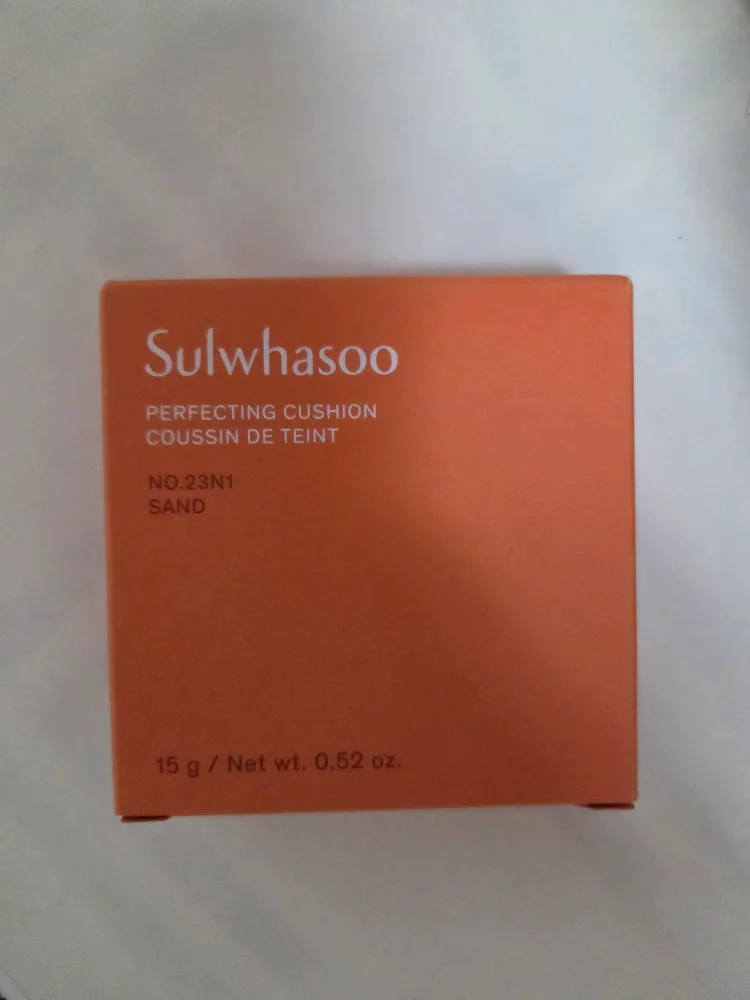 Sulwhasoo
PERFECTING CUSHION
COUSSIN DE TEINT
NO.23N1
SAND
15 g / Net wt. 0.52 oz.